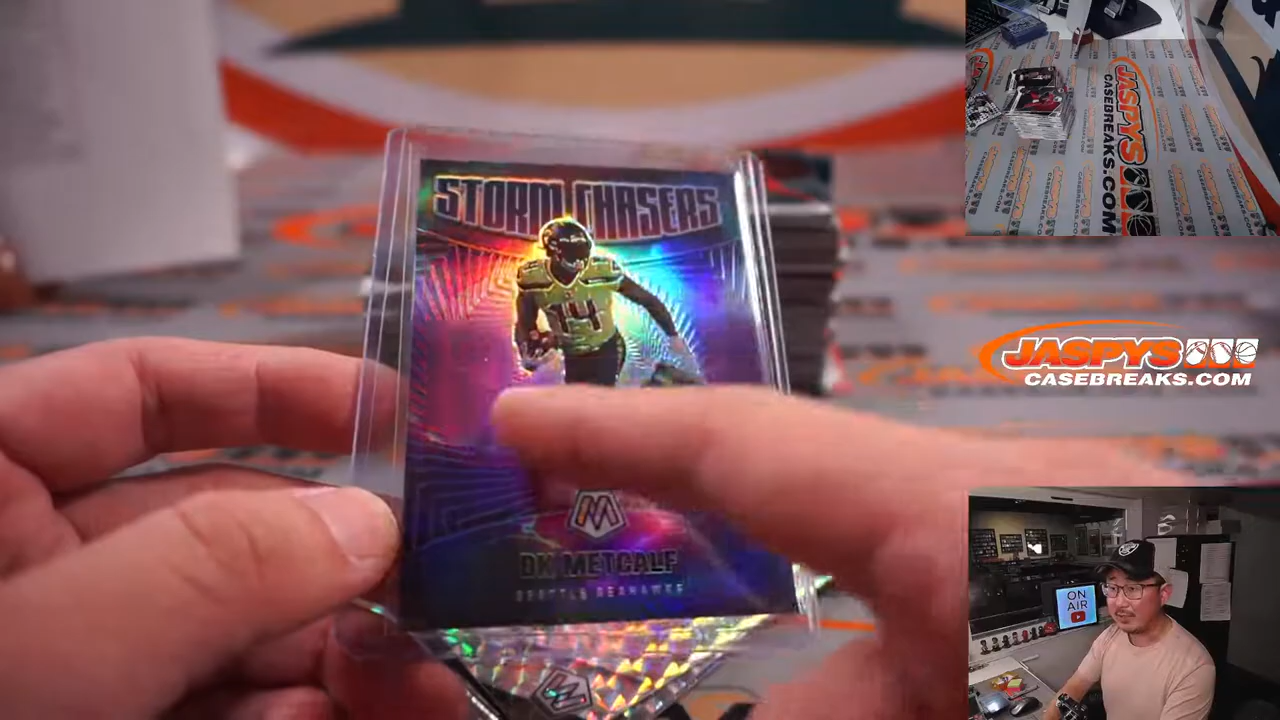 STORM CHASERS
14
DK METCALF
SEATTLE SEAHAWKS
JASPYS
CASEBREAKS.COM
JASPYS
CASEBREAKS.COM
ON
AIR